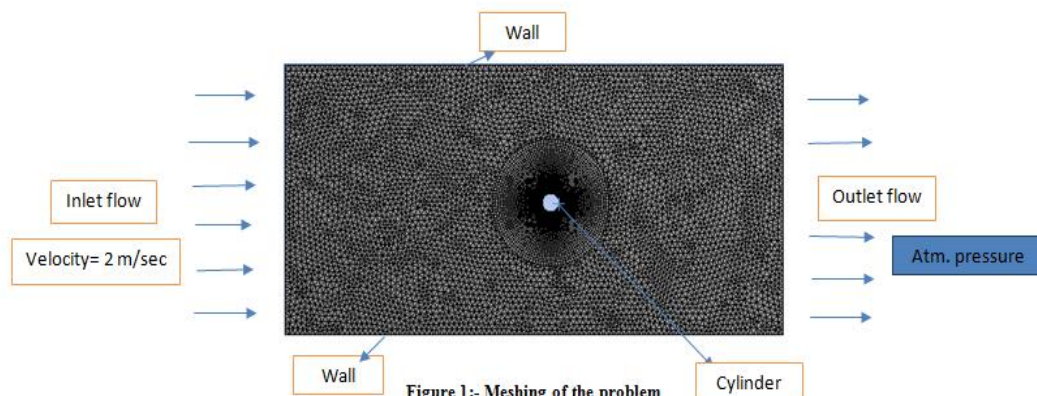 Wall
Inlet flow
Velocity= 2 m/sec
Outlet flow
Atm. pressure
Wall
Figure 1:- Meshing of the problem
Cylinder